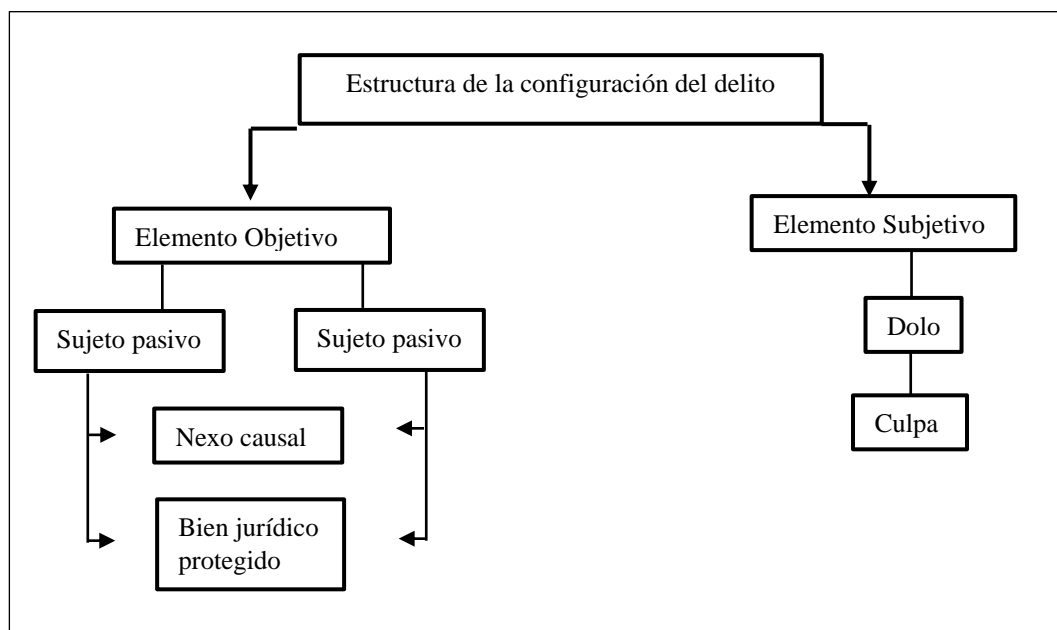 Estructura de la configuración del delito
Elemento Objetivo
Elemento Subjetivo
Sujeto pasivo
Sujeto pasivo
Dolo
Nexo causal
Culpa
Bien jurídico
protegido